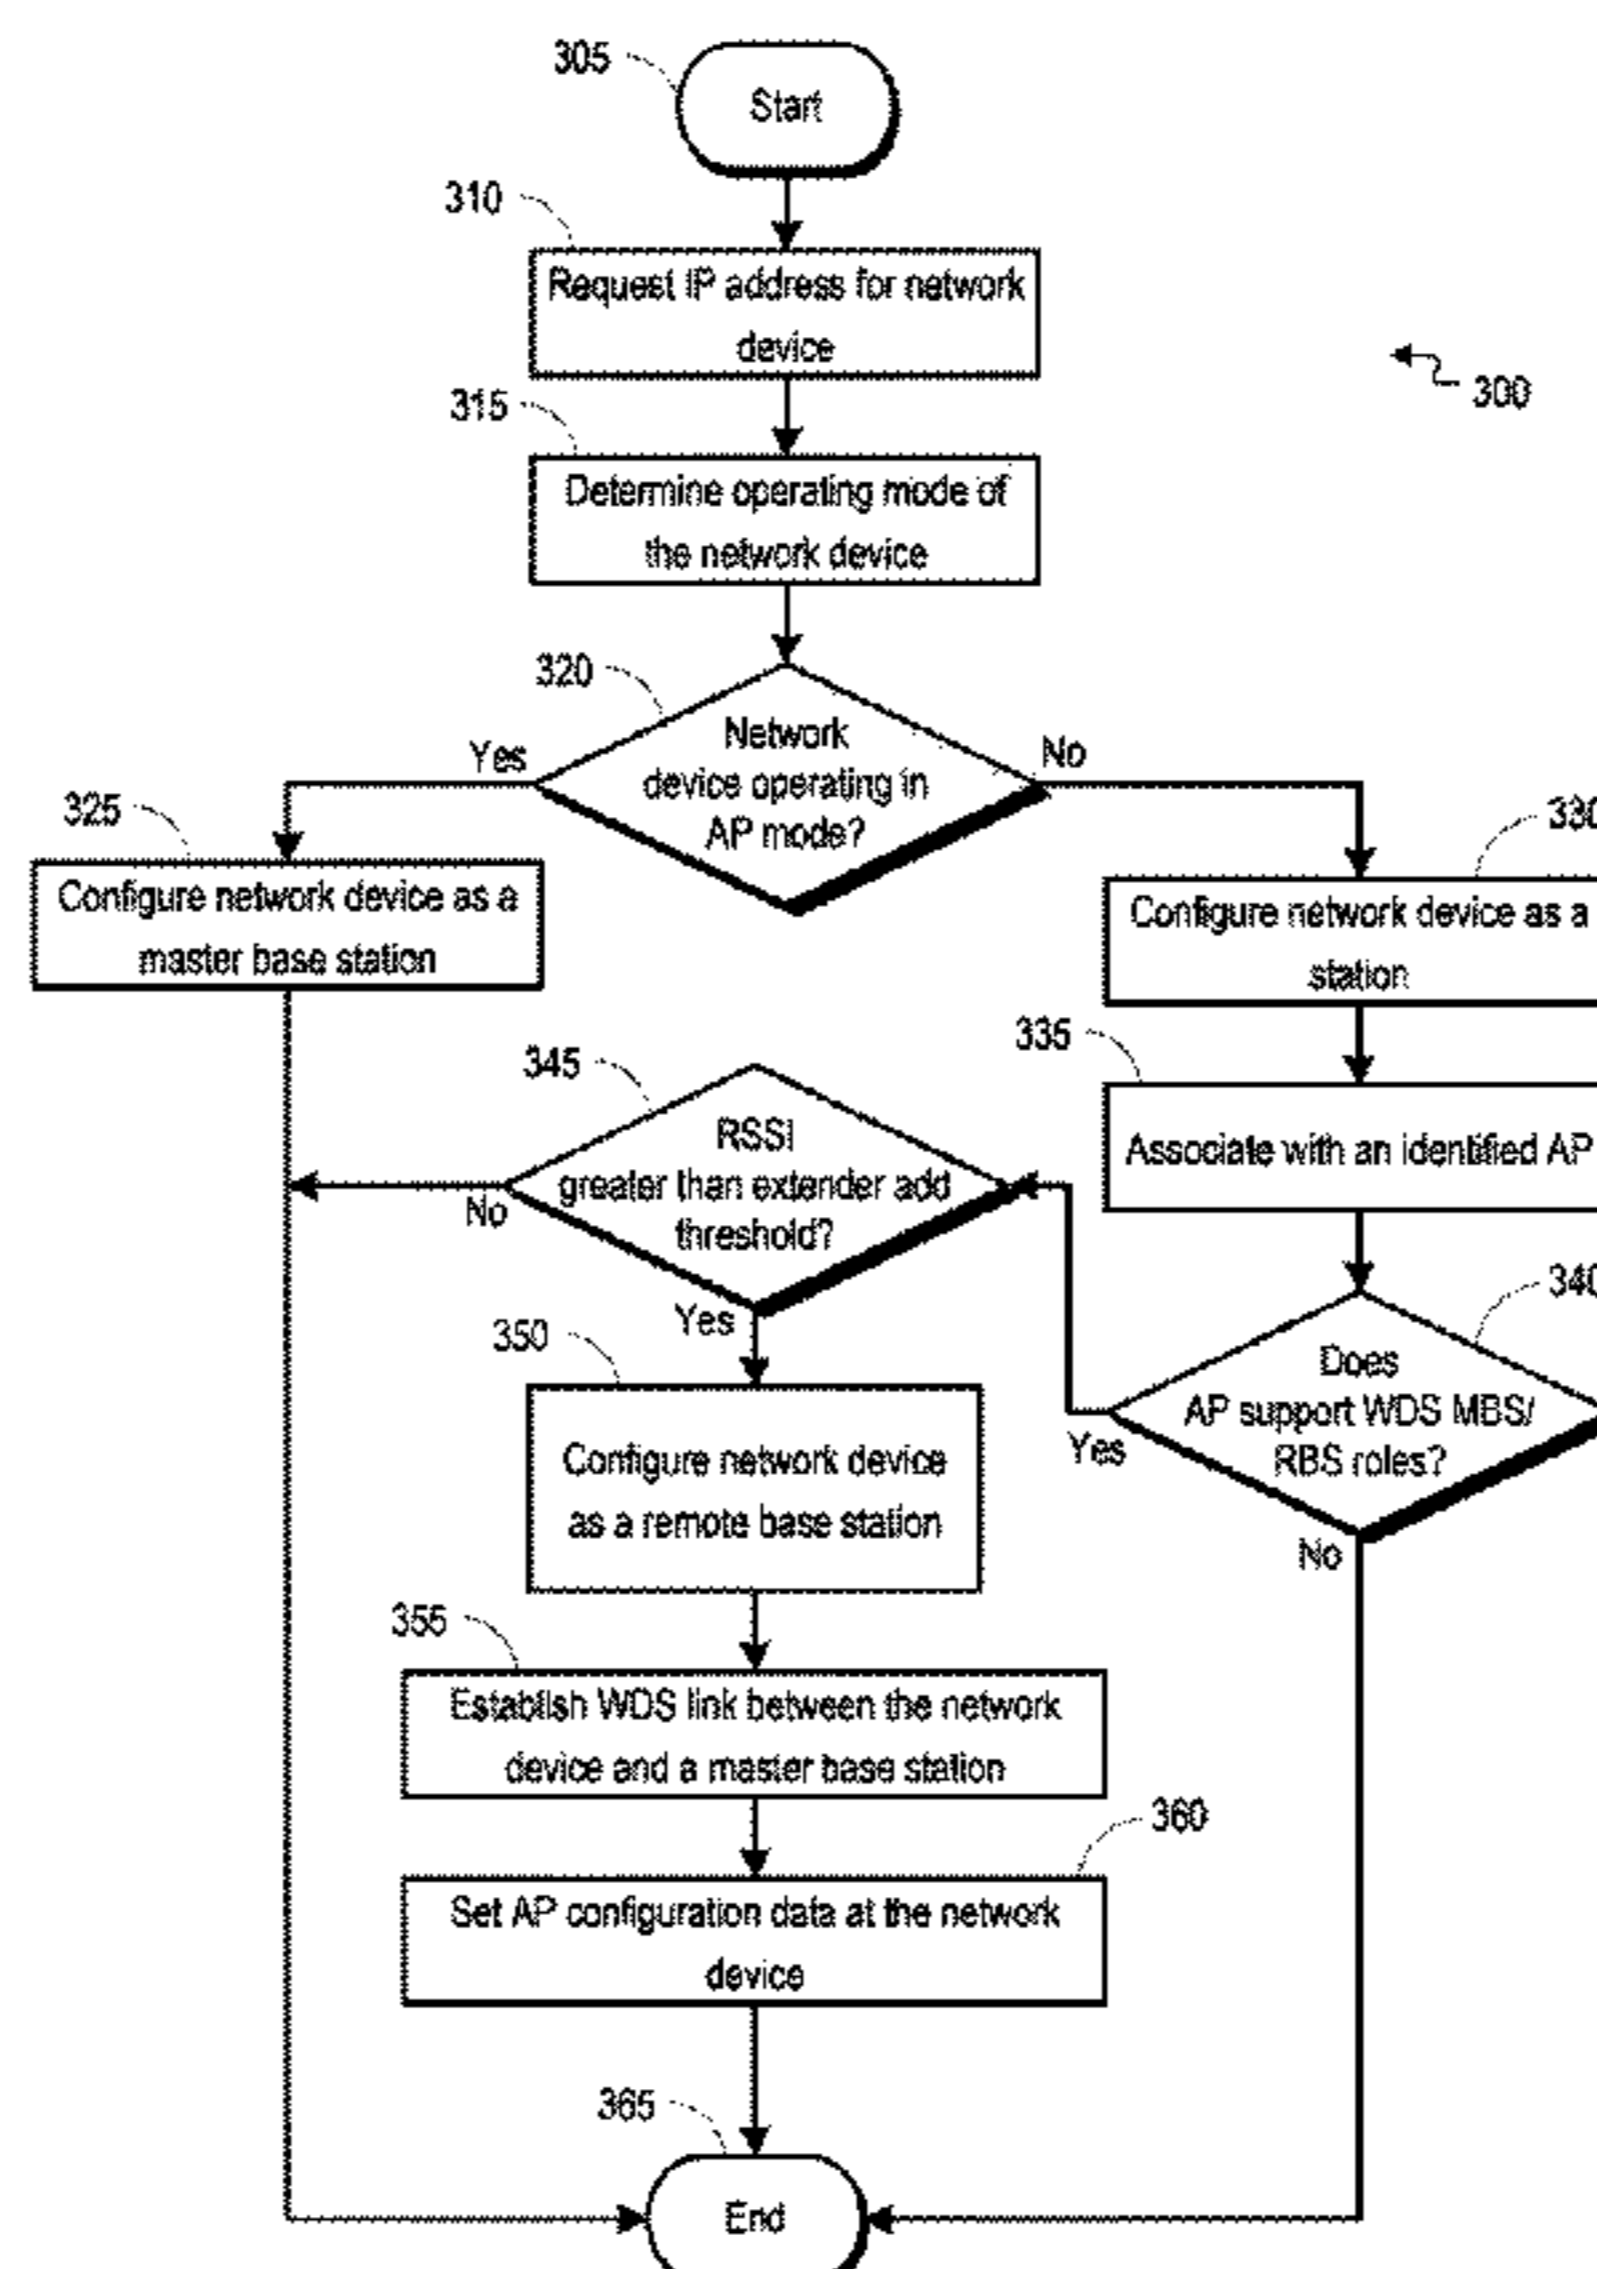 305
Start
310
Request IP address for network
device
315
300
Determine operating mode of
the network device
320
Network
device operating in
AP mode?
Yes
No
325
330
Configure network device as a
master base station
Configure network device as a
station
335
345
RSSI
greater than extender add
threshold?
Associate with an identified AP
No
Yes
340
350
Does
AP support WDS MBS/
RBS roles?
Yes
No
Configure network device
as a remote base station
355
Establish WDS link between the network
device and a master base station
360
Set AP configuration data at the network
device
365
End